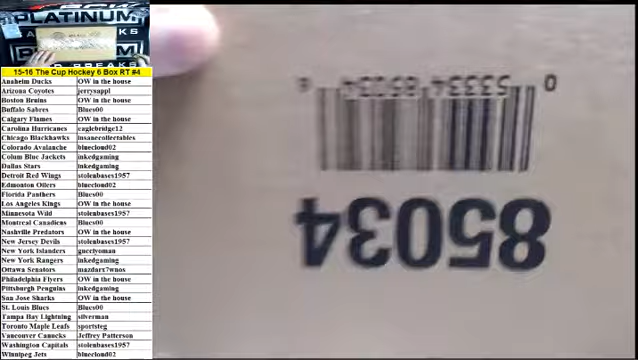 PLATINUM
BREAKS
15-16 The Cup Hockey 6 Box RT #4
Anaheim Ducks OW in the house
Arizona Coyotes jerrysappl
Boston Bruins OW in the house
Buffalo Sabres Blues00
Calgary Flames OW in the house
Carolina Hurricanes eaglebridge12
Chicago Blackhawks insanecollectables
Colorado Avalanche bluecloud02
Colum Blue Jackets inkedgaming
Dallas Stars inkedgaming
Detroit Red Wings stolenbases1957
Edmonton Oilers bluecloud02
Florida Panthers Blues00
Los Angeles Kings OW in the house
Minnesota Wild stolenbases1957
Montreal Canadiens Blues00
Nashville Predators OW in the house
New Jersey Devils stolenbases1957
New York Islanders gucciyoman
New York Rangers inkedgaming
Ottawa Senators mazdarx7wnos
Philadelphia Flyers OW in the house
Pittsburgh Penguins inkedgaming
San Jose Sharks OW in the house
St. Louis Blues Blues00
Tampa Bay Lightning silverman
Toronto Maple Leafs sportsteg
Vancouver Canucks Jeffrey Patterson
Washington Capitals stolenbases1957
Winnipeg Jets bluecloud02
0 53334 85034 6
85034